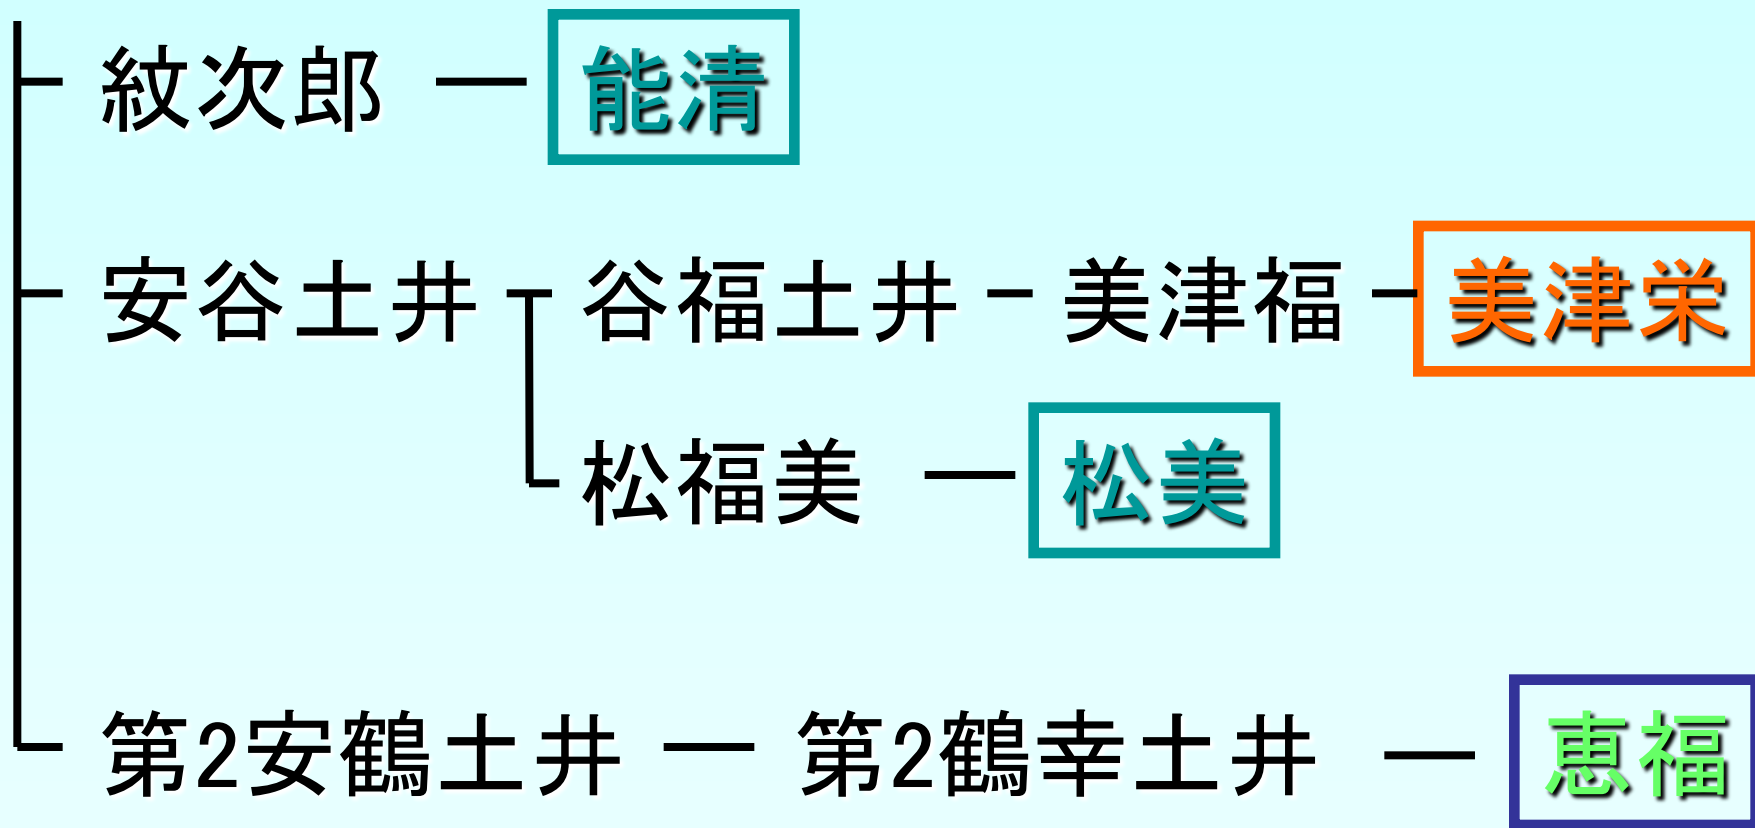 紋次郎 能清
安谷土井 谷福土井 美津福 美津栄
松福美 松美
第2安鶴土井 第2鶴幸土井 恵福